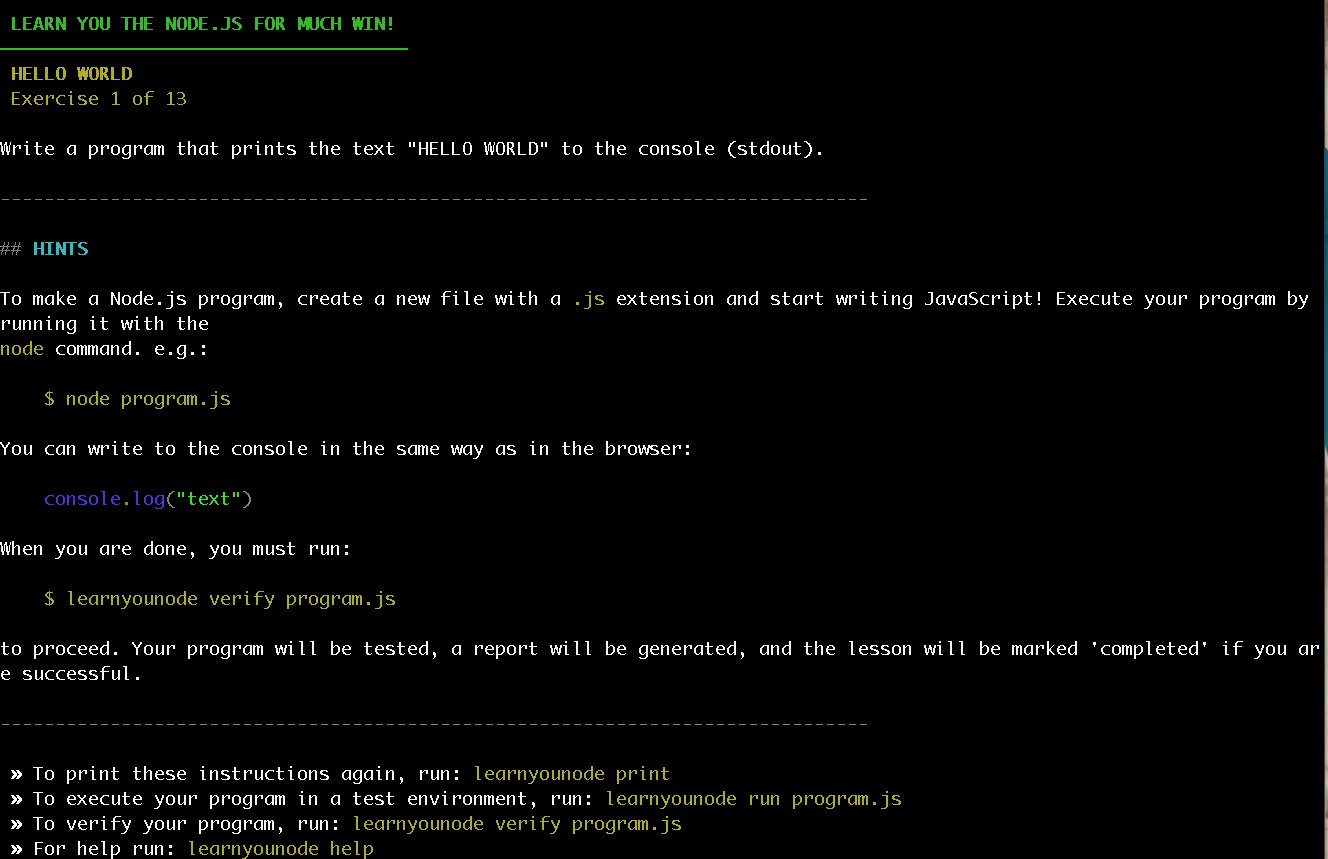 LEARN YOU THE NODE.JS FOR MUCH WIN!
HELLO WORLD
Exercise 1 of 13
Write a program that prints the text "HELLO WORLD" to the console (stdout).
-------------------------------------------------------------------------------
## HINTS
To make a Node.js program, create a new file with a .js extension and start writing JavaScript! Execute your program by
running it with the
node command. e.g.:
$ node program.js
You can write to the console in the same way as in the browser:
console.log("text")
When you are done, you must run:
$ learnyounode verify program.js
to proceed. Your program will be tested, a report will be generated, and the lesson will be marked 'completed' if you ar
e successful.
-------------------------------------------------------------------------------
» To print these instructions again, run: learnyounode print
» To execute your program in a test environment, run: learnyounode run program.js
» To verify your program, run: learnyounode verify program.js
» For help run: learnyounode help